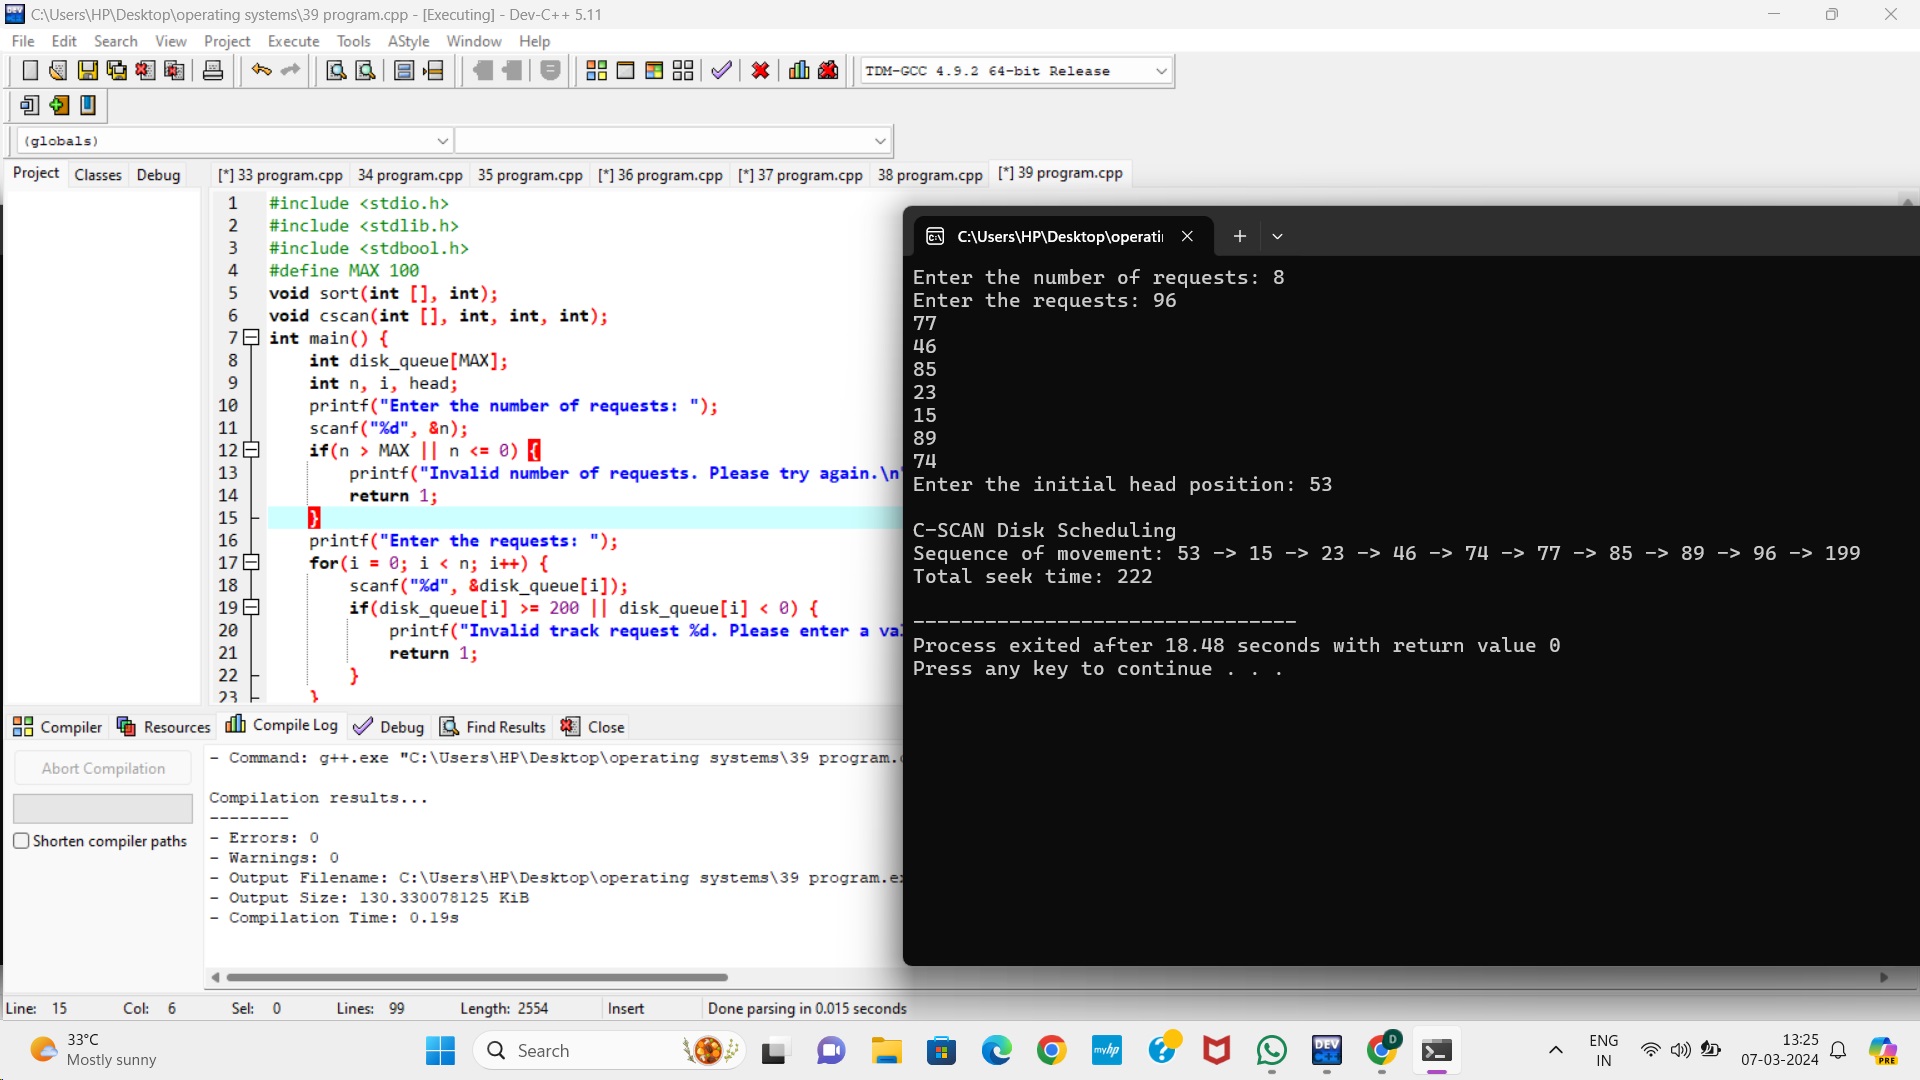 C:\Users\HP\Desktop\operating systems\39 program.cpp - [Executing] - Dev-C++ 5.11
File Edit Search View Project Execute Tools AStyle Window Help
TDM-GCC 4.9.2 64-bit Release
(globals)
Project Classes Debug
[*] 33 program.cpp 34 program.cpp 35 program.cpp [*] 36 program.cpp [*] 37 program.cpp 38 program.cpp [*] 39 program.cpp
1 #include <stdio.h>
2 #include <stdlib.h>
3 #include <stdbool.h>
4 #define MAX 100
5 void sort(int [], int);
6 void cscan(int [], int, int, int);
7 int main() {
8 int disk_queue[MAX];
9 int n, i, head;
10 printf("Enter the number of requests: ");
11 scanf("%d", &n);
12 if(n > MAX || n <= 0) {
13 printf("Invalid number of requests. Please try again.\n
14 return 1;
15 }
16 printf("Enter the requests: ");
17 for(i = 0; i < n; i++) {
18 scanf("%d", &disk_queue[i]);
19 if(disk_queue[i] >= 200 || disk_queue[i] < 0) {
20 printf("Invalid track request %d. Please enter a va
21 return 1;
22 }
23 }
C:\Users\HP\Desktop\operati
Enter the number of requests: 8
Enter the requests: 96
77
46
85
23
15
89
74
Enter the initial head position: 53
C-SCAN Disk Scheduling
Sequence of movement: 53 -> 15 -> 23 -> 46 -> 74 -> 77 -> 85 -> 89 -> 96 -> 199
Total seek time: 222
--------------------------------
Process exited after 18.48 seconds with return value 0
Press any key to continue . . .
Compiler Resources Compile Log Debug Find Results Close
Abort Compilation
Shorten compiler paths
- Command: g++.exe "C:\Users\HP\Desktop\operating systems\39 program.c
Compilation results...
--------
- Errors: 0
- Warnings: 0
- Output Filename: C:\Users\HP\Desktop\operating systems\39 program.ex
- Output Size: 130.330078125 KiB
- Compilation Time: 0.19s
Line: 15 Col: 6 Sel: 0 Lines: 99 Length: 2554 Insert Done parsing in 0.015 seconds
33°C
Mostly sunny
Search
myhp
DEV
D
ENG
IN
13:25
07-03-2024
PRE